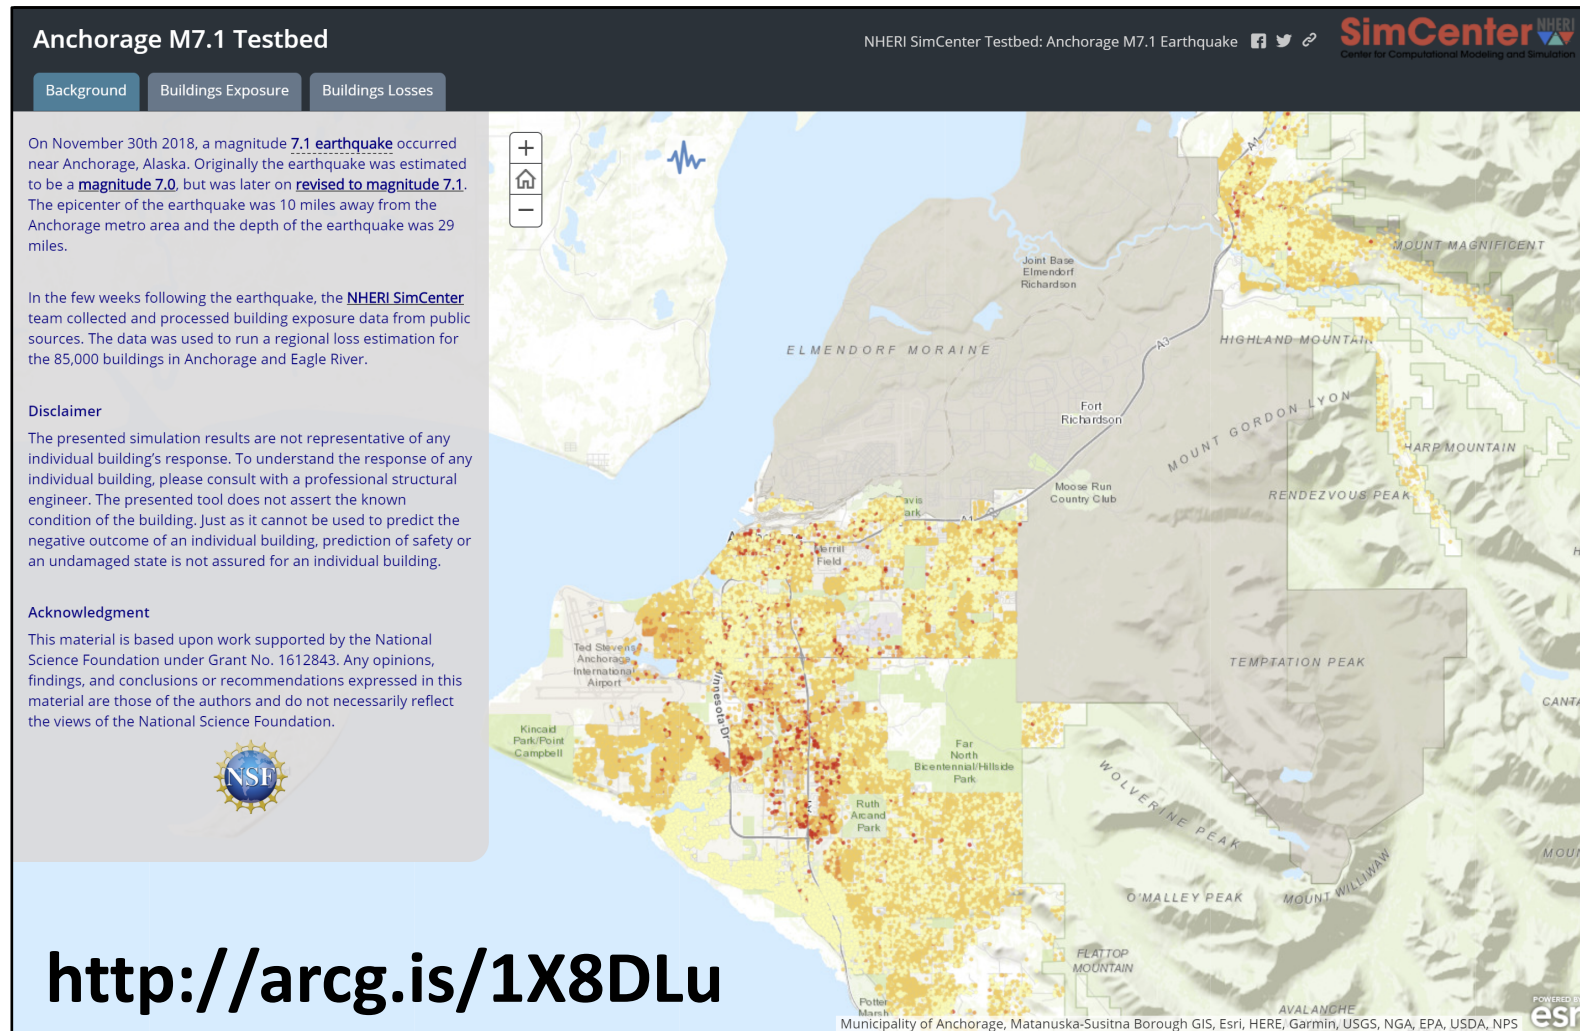 Anchorage M7.1 Testbed
NHERI SimCenter Testbed: Anchorage M7.1 Earthquake
SimCenter NHERI
Center for Computational Modeling and Simulation
Background
Buildings Exposure
Buildings Losses
On November 30th 2018, a magnitude 7.1 earthquake occurred
near Anchorage, Alaska. Originally the earthquake was estimated
to be a magnitude 7.0, but was later on revised to magnitude 7.1.
The epicenter of the earthquake was 10 miles away from the
Anchorage metro area and the depth of the earthquake was 29
miles.
In the few weeks following the earthquake, the NHERI SimCenter
team collected and processed building exposure data from public
sources. The data was used to run a regional loss estimation for
the 85,000 buildings in Anchorage and Eagle River.
Disclaimer
The presented simulation results are not representative of any
individual building's response. To understand the response of any
individual building, please consult with a professional structural
engineer. The presented tool does not assert the known
condition of the building. Just as it cannot be used to predict the
negative outcome of an individual building, prediction of safety or
an undamaged state is not assured for an individual building.
Acknowledgment
This material is based upon work supported by the National
Science Foundation under Grant No. 1612843. Any opinions,
findings, and conclusions or recommendations expressed in this
material are those of the authors and do not necessarily reflect
the views of the National Science Foundation.
NSF
http://arcg.is/1X8DLu
A1
MOUNT MAGNIFICENT
Joint Base
Elmendorf
Richardson
ELMENDORF MORAINE
A3
HIGHLAND MOUNTAIN
Fort
Richardson
MOUNT GORDON LYON
HARP MOUNTAIN
Moose Run
Country Club
RENDEZVOUS PEAK
A1
Merrill
Field
Ted Stevens
Anchorage
International
Airport
Minnesota Dr
TEMPTATION PEAK
Kincaid
Park/Point
Campbell
Far
North
Bicentennial/Hillside
Park
Ruth
Arcand
Park
WOLVERINE PEAK
O'MALLEY PEAK
MOUNT WILLIWAW
FLATTOP
MOUNTAIN
Potter
Marsh
AVALANCHE
POWERED BY
esri
Municipality of Anchorage, Matanuska-Susitna Borough GIS, Esri, HERE, Garmin, USGS, NGA, EPA, USDA, NPS